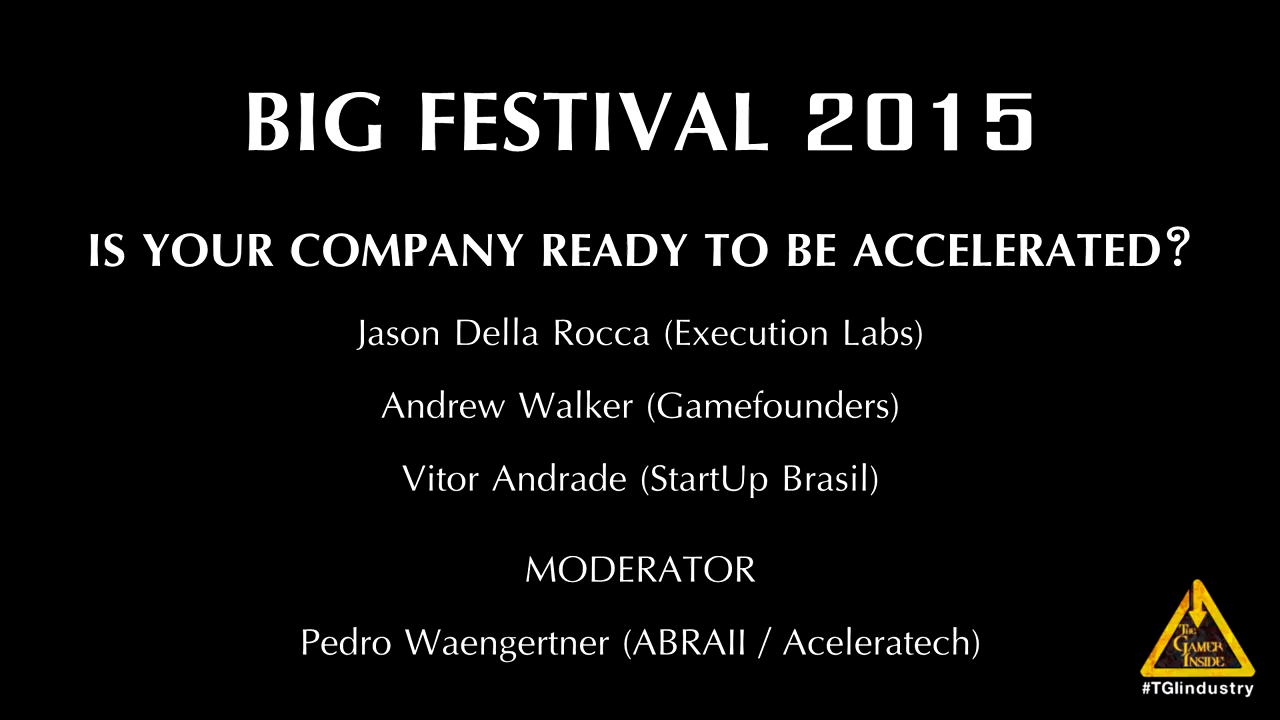 BIG FESTIVAL 2015
IS YOUR COMPANY READY TO BE ACCELERATED?
Jason Della Rocca (Execution Labs)
Andrew Walker (Gamefounders)
Vitor Andrade (StartUp Brasil)
MODERATOR
Pedro Waengertner (ABRAII / Aceleratech)
THE
GAMER
INSIDE
#TGIindustry